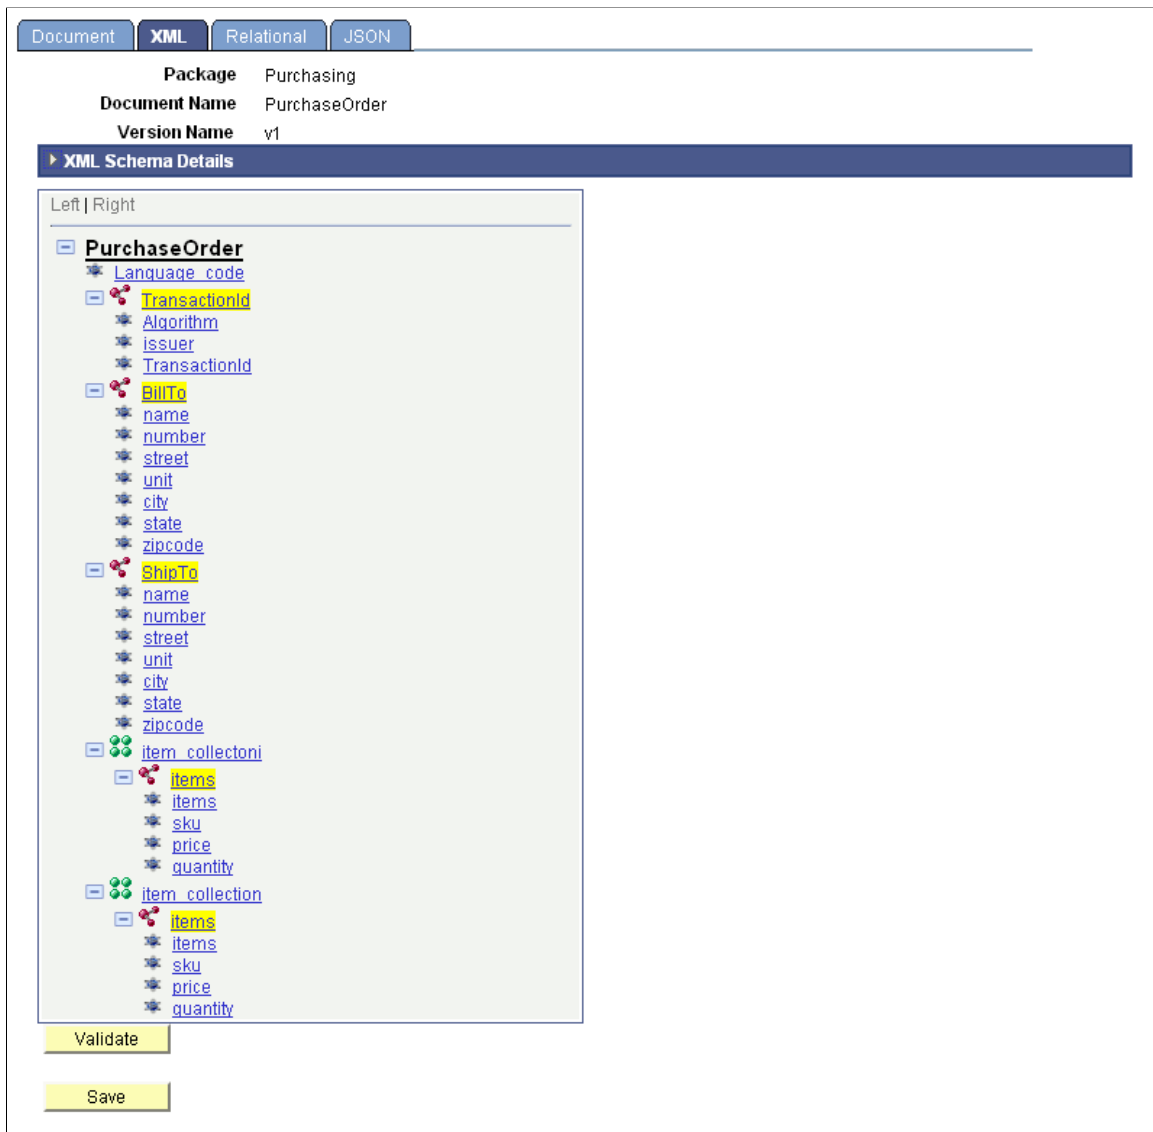 Document XML Relational JSON
Package Purchasing
Document Name PurchaseOrder
Version Name v1
XML Schema Details
Left | Right
PurchaseOrder
Language_code
TransactionId
Algorithm
issuer
TransactionId
BillTo
name
number
street
unit
city
state
zipcode
ShipTo
name
number
street
unit
city
state
zipcode
item_collectoni
items
items
sku
price
quantity
item_collection
items
items
sku
price
quantity
Validate
Save